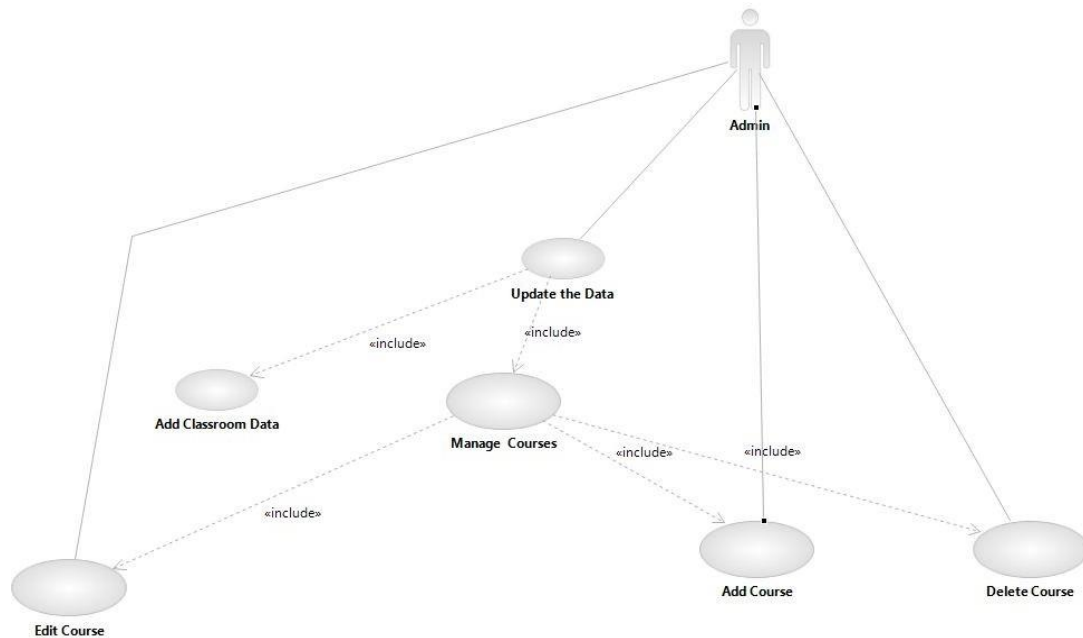 Admin
Update the Data
«include»
«include»
Add Classroom Data
Manage Courses
«include»
«include»
«include»
Add Course
Delete Course
Edit Course